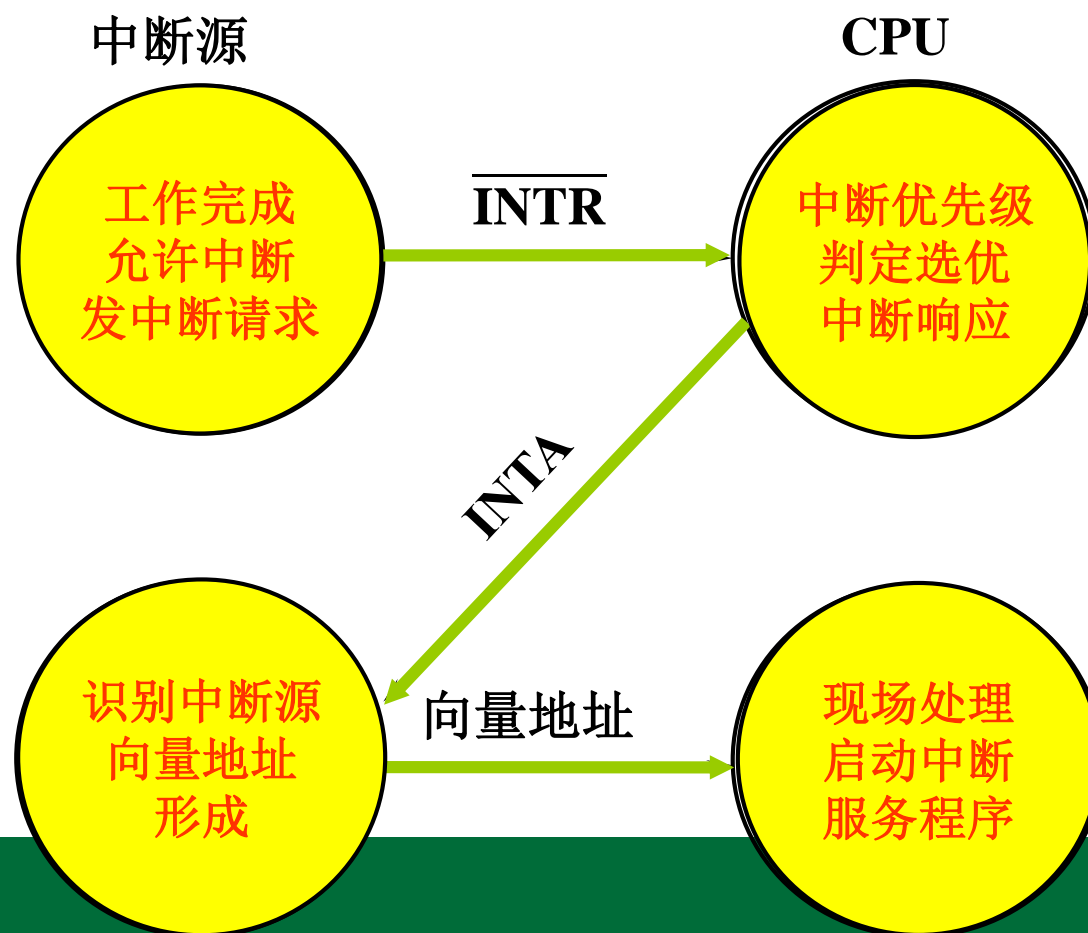 中断源
CPU
工作完成
允许中断
发中断请求
INTR
中断优先级
判定选优
中断响应
INTA
识别中断源
向量地址
形成
向量地址
现场处理
启动中断
服务程序